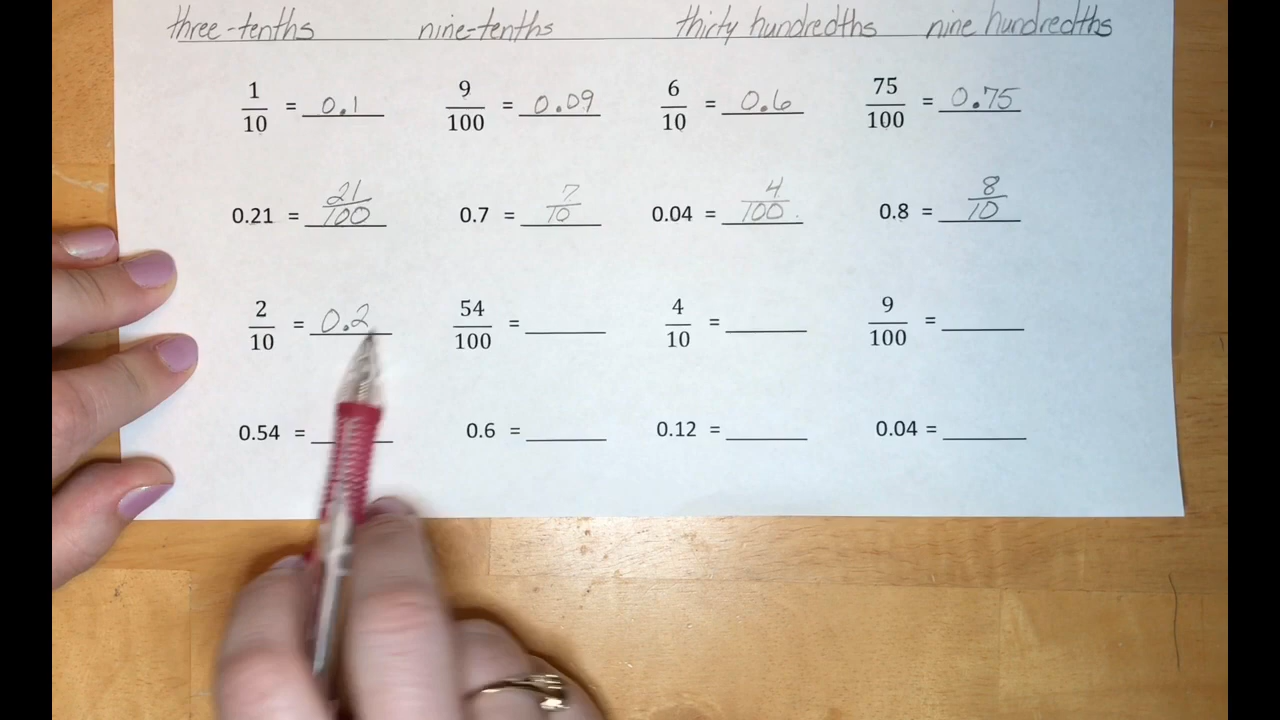 three-tenths nine-tenths thirty hundredths nine hundredths
1/10 = 0.1 9/100 = 0.09 6/10 = 0.6 75/100 = 0.75
0.21 = 21/100 0.7 = 7/10 0.04 = 4/100 0.8 = 8/10
2/10 = 0.2 54/100 = 4/10 = 9/100 =
0.54 = 0.6 = 0.12 = 0.04 =